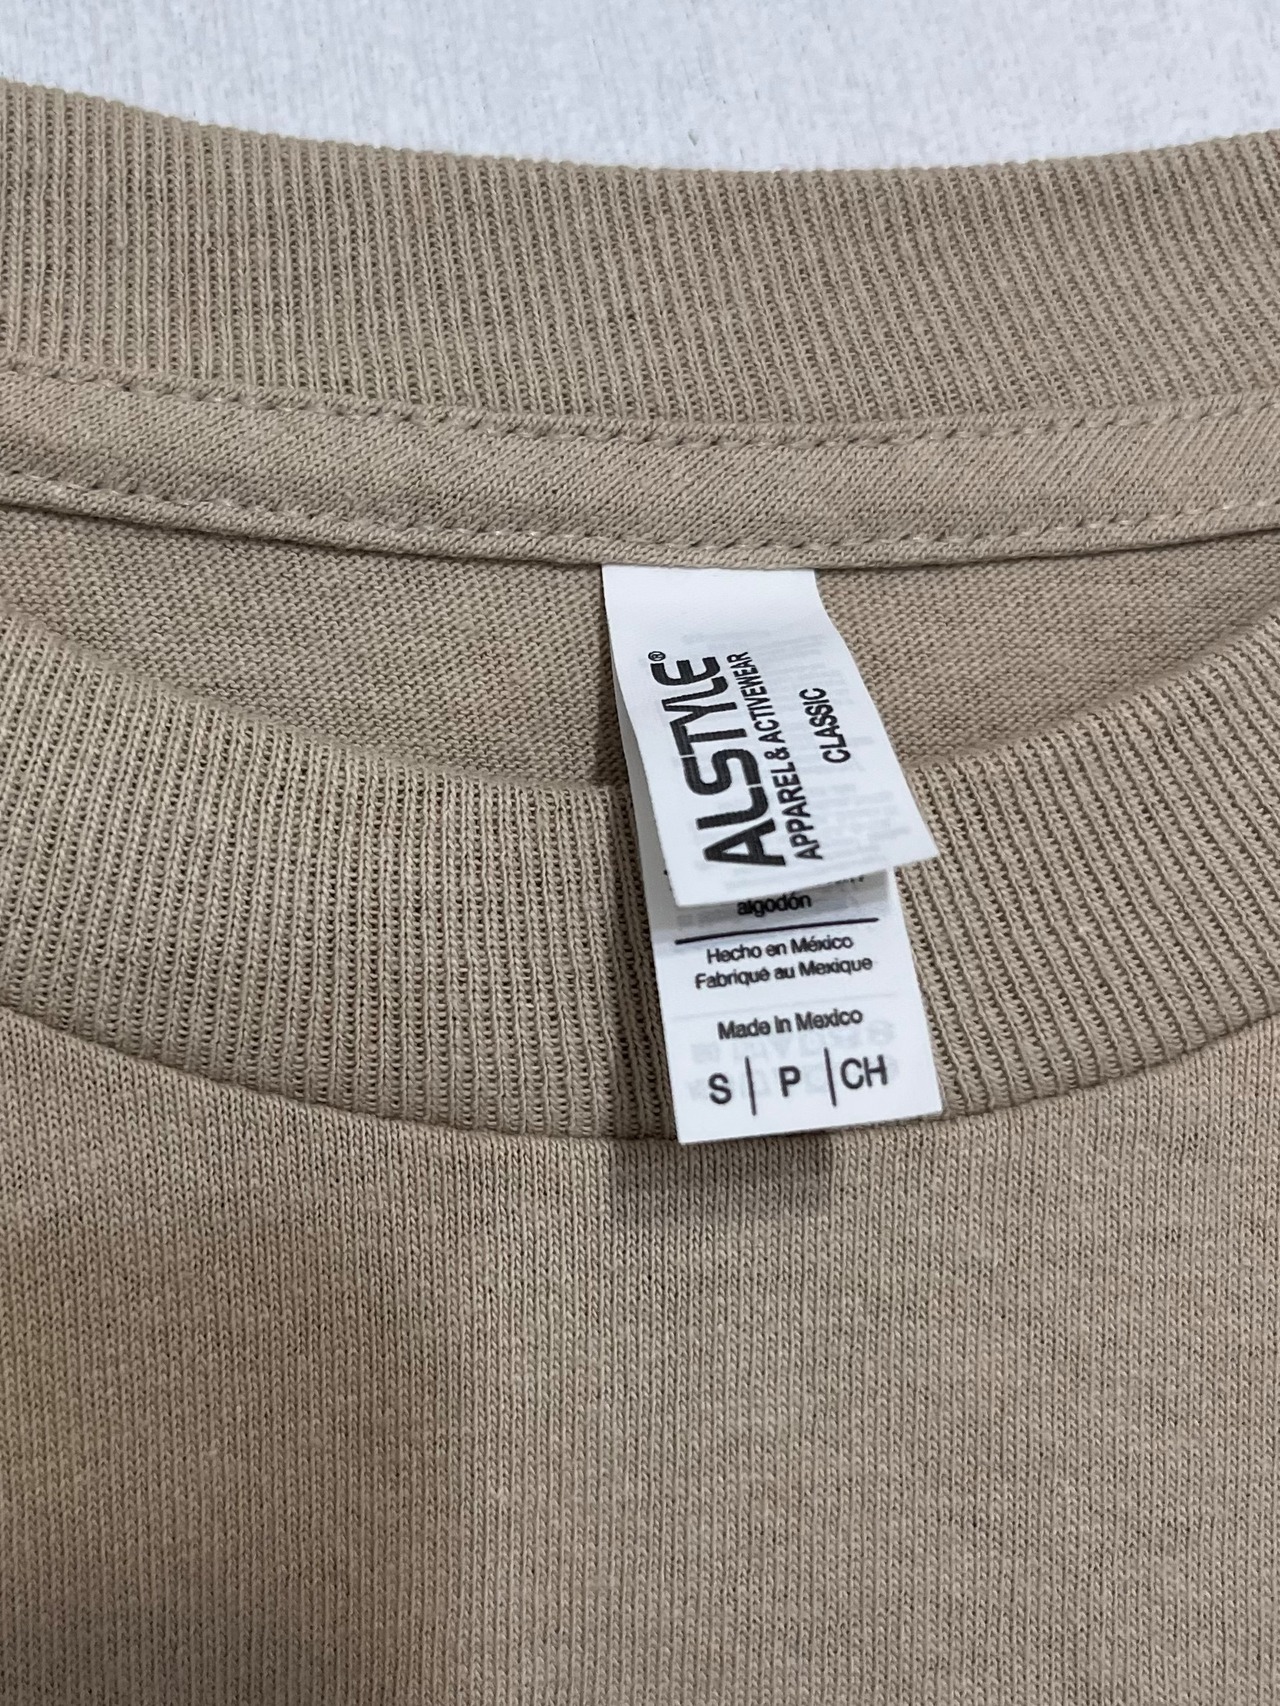 ALSTYLE®
APPAREL & ACTIVEWEAR
CLASSIC
algodón
Hecho en México
Fabriqué au Mexique
Made in Mexico
S | P | CH